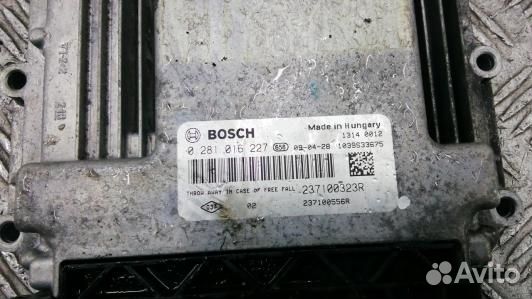 BOSCH
Made in Hungary
1314 0012
0 281 016 227 656 09-04-28 1039S33675
THROW AWAY IN CASE OF FREE FALL 237100323R
02 237100556R
Avito